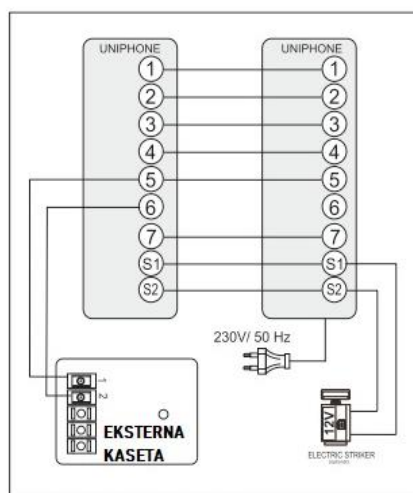 UNIPHONE UNIPHONE
1 1
2 2
3 3
4 4
5 5
6 6
7 7
S1 S1
S2 S2
230V/ 50 Hz
1
2
EKSTERNA
KASETA
12V
ELECTRIC STRIKER